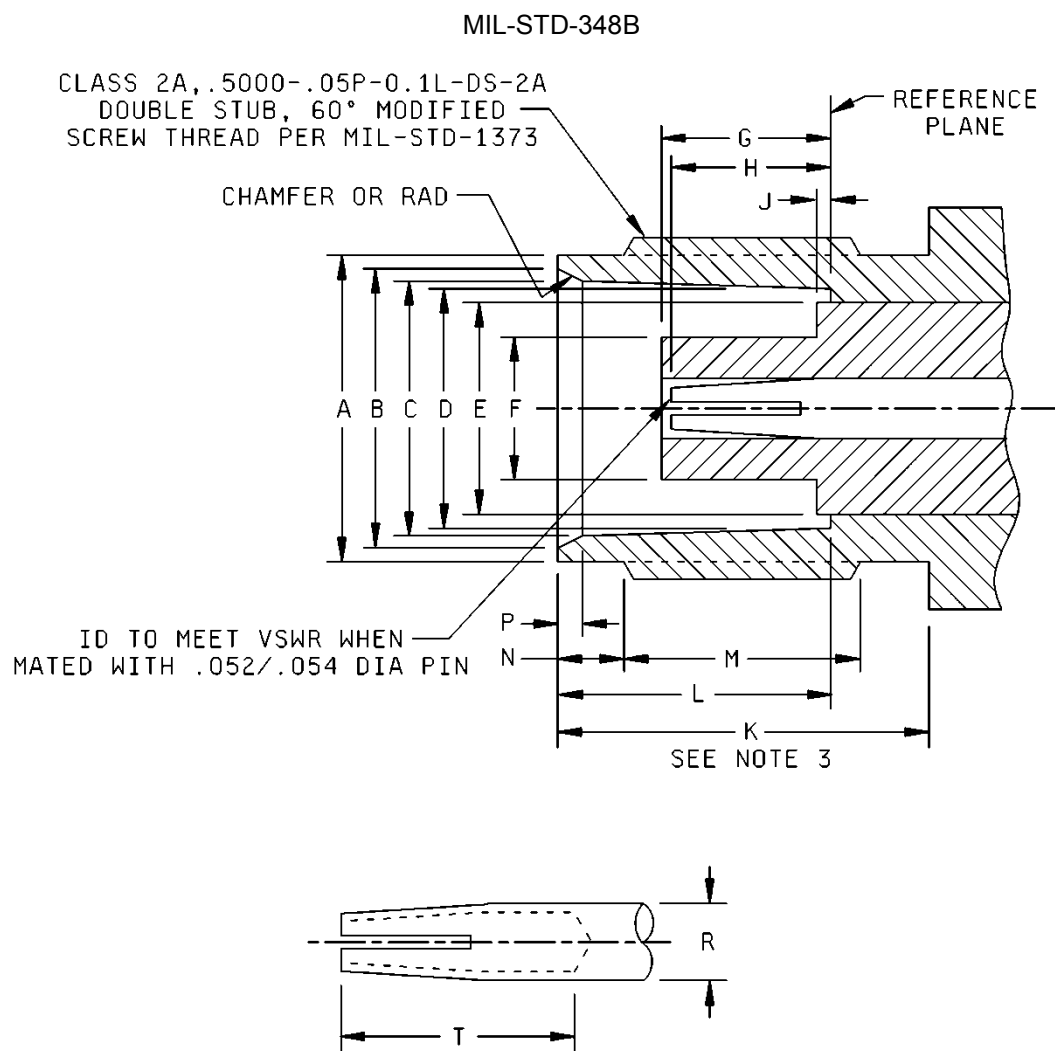 MIL-STD-348B
CLASS 2A,.5000-.05P-0.1L-DS-2A
DOUBLE STUB, 60° MODIFIED
SCREW THREAD PER MIL-STD-1373
REFERENCE
PLANE
G
H
J
CHAMFER OR RAD
A B C D E F
ID TO MEET VSWR WHEN
MATED WITH .052/.054 DIA PIN
P
N
M
L
K
SEE NOTE 3
R
T